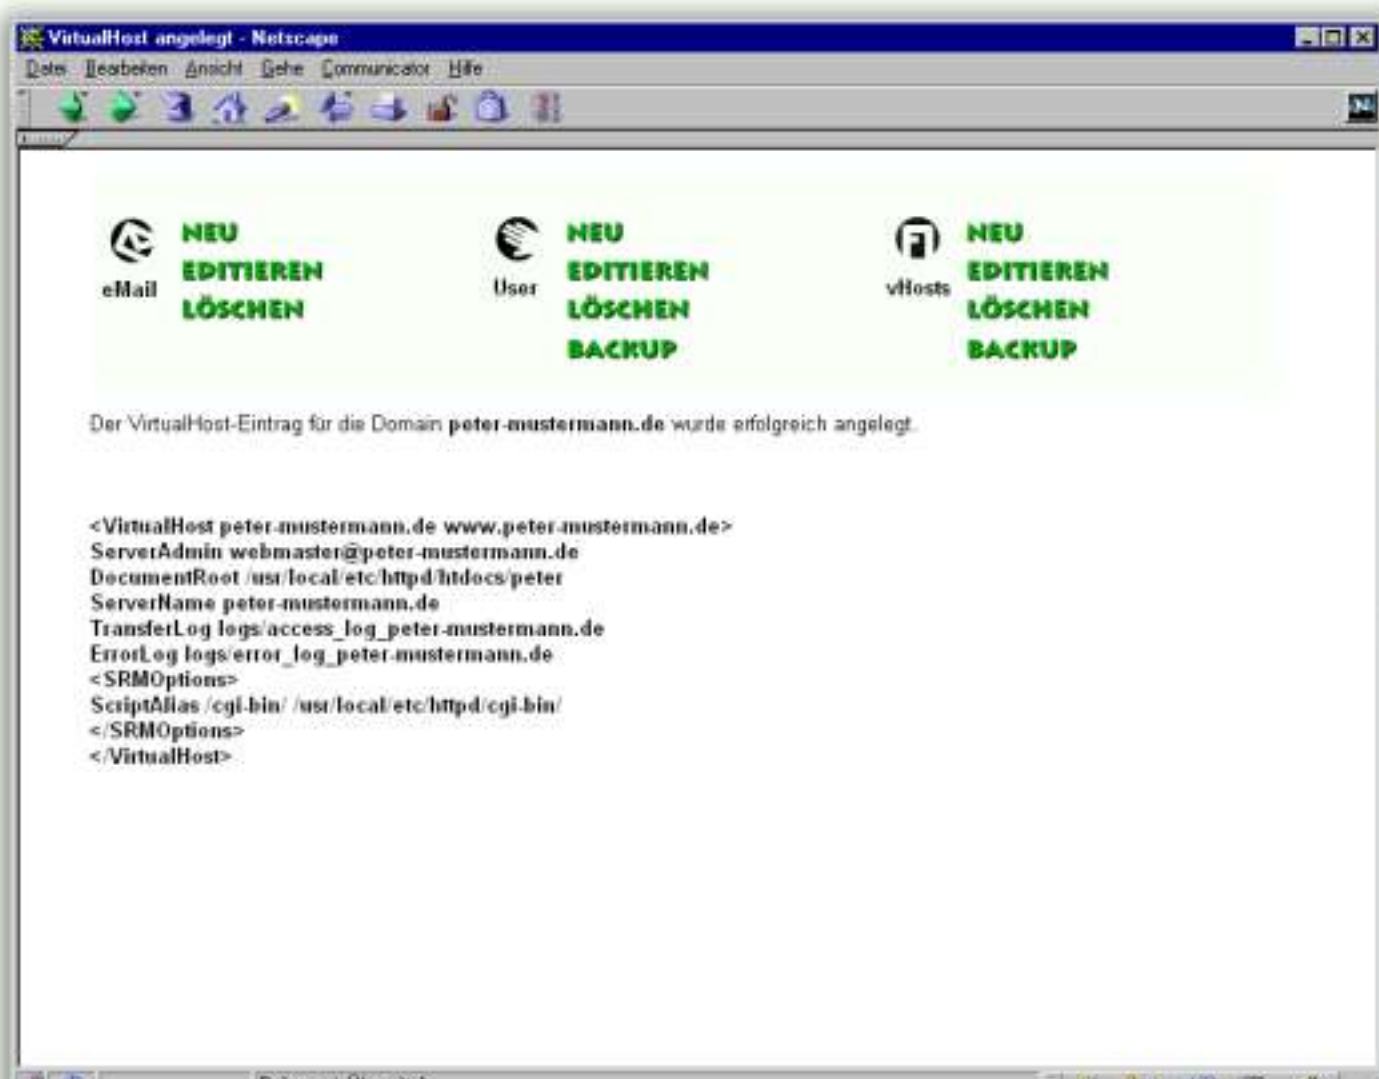 VirtualHost angelegt - Netscape
Datei Bearbeiten Ansicht Gehe Communicator Hilfe
eMail
NEU
EDITIEREN
LÖSCHEN
User
NEU
EDITIEREN
LÖSCHEN
BACKUP
vHosts
NEU
EDITIEREN
LÖSCHEN
BACKUP
Der VirtualHost-Eintrag für die Domain peter-mustermann.de wurde erfolgreich angelegt.
<VirtualHost peter-mustermann.de www.peter-mustermann.de>
ServerAdmin webmaster@peter-mustermann.de
DocumentRoot /usr/local/etc/httpd/htdocs/peter
ServerName peter-mustermann.de
TransferLog logs/access_log_peter-mustermann.de
ErrorLog logs/error_log_peter-mustermann.de
<SRMOptions>
ScriptAlias /cgi-bin/ /usr/local/etc/httpd/cgi-bin/
</SRMOptions>
</VirtualHost>